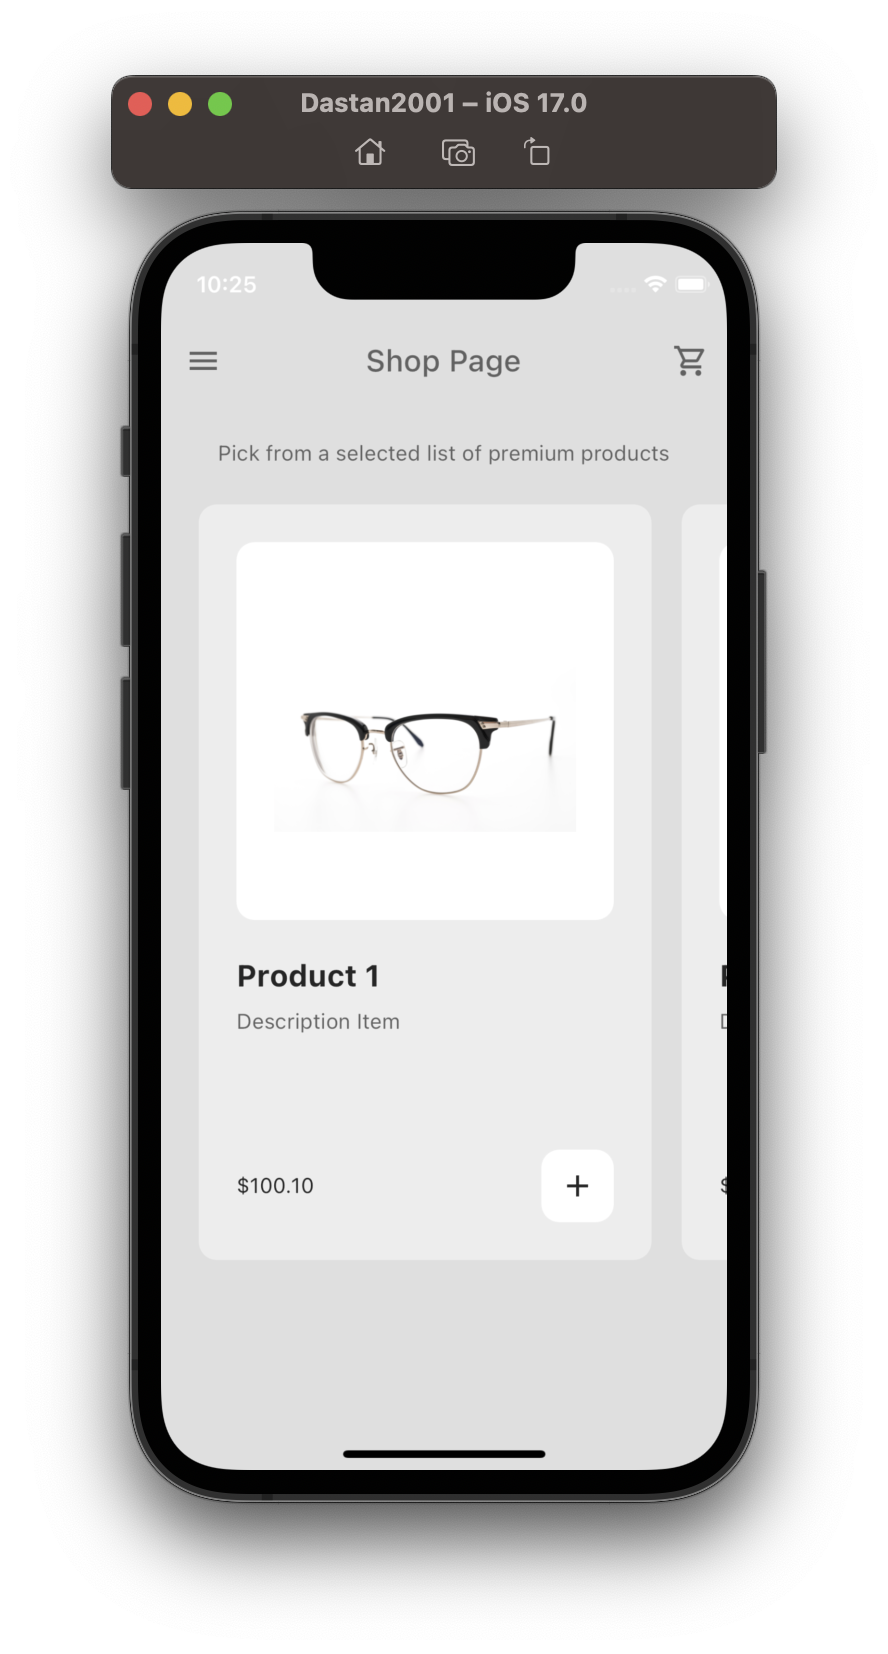 Dastan2001 – iOS 17.0
10:25
Shop Page
Pick from a selected list of premium products
Product 1
Description Item
$100.10
+